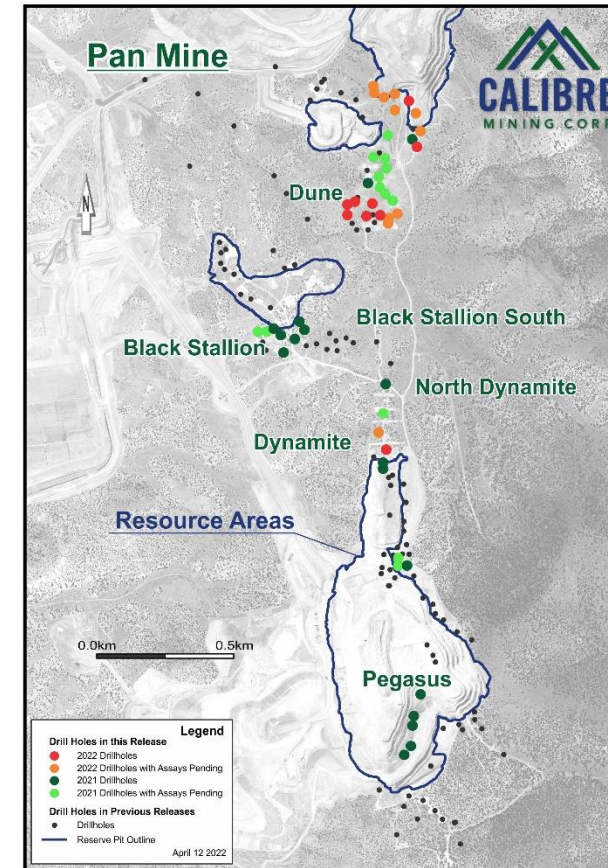 Pan Mine
CALIBRE
MINING CORP
N
Dune
Black Stallion South
Black Stallion
North Dynamite
Dynamite
Resource Areas
0.0km 0.5km
Pegasus
Legend
Drill Holes in this Release
2022 Drillholes
2022 Drillholes with Assays Pending
2021 Drillholes
2021 Drillholes with Assays Pending
Drill Holes in Previous Releases
Drillholes
Reserve Pit Outline
April 12 2022